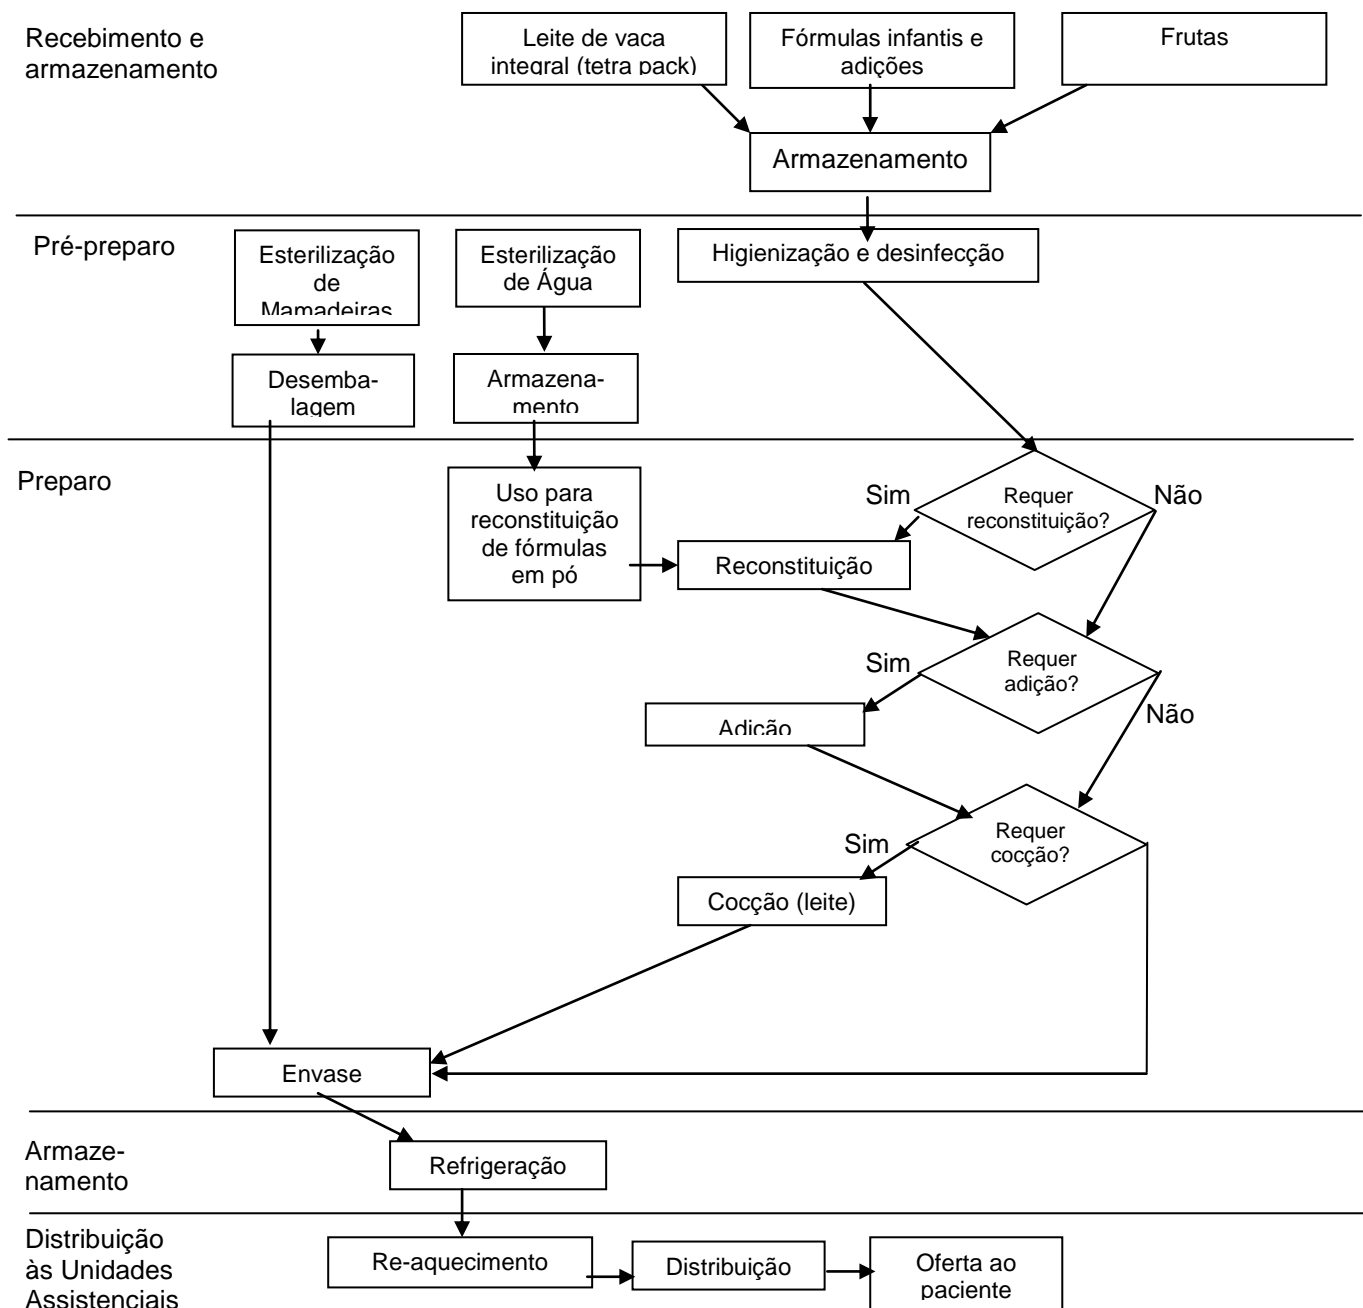 Recebimento e
armazenamento
Leite de vaca
integral (tetra pack)
Fórmulas infantis e
adições
Frutas
Armazenamento
Pré-preparo
Esterilização
de
Mamadeiras
Esterilização
de Água
Higienização e desinfecção
Desemba-
lagem
Armazena-
mento
Preparo
Uso para
reconstituição
de fórmulas
em pó
Sim
Requer
reconstituição?
Não
Reconstituição
Sim
Requer
adição?
Não
Adição
Sim
Requer
cocção?
Cocção (leite)
Envase
Armaze-
namento
Refrigeração
Distribuição
às Unidades
Assistenciais
Re-aquecimento
Distribuição
Oferta ao
paciente